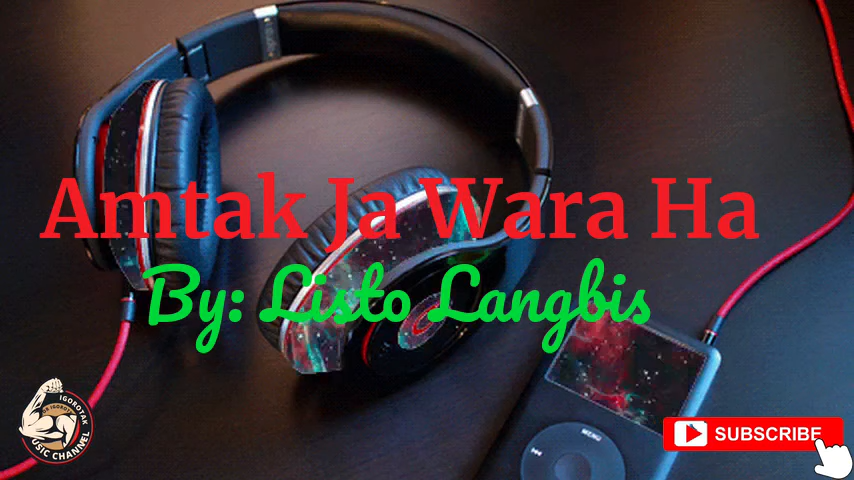 Amtak Ja Wara Ha
By: Listo Langbis
IGOROTAK
USIC CHANNEL
MENU
SUBSCRIBE